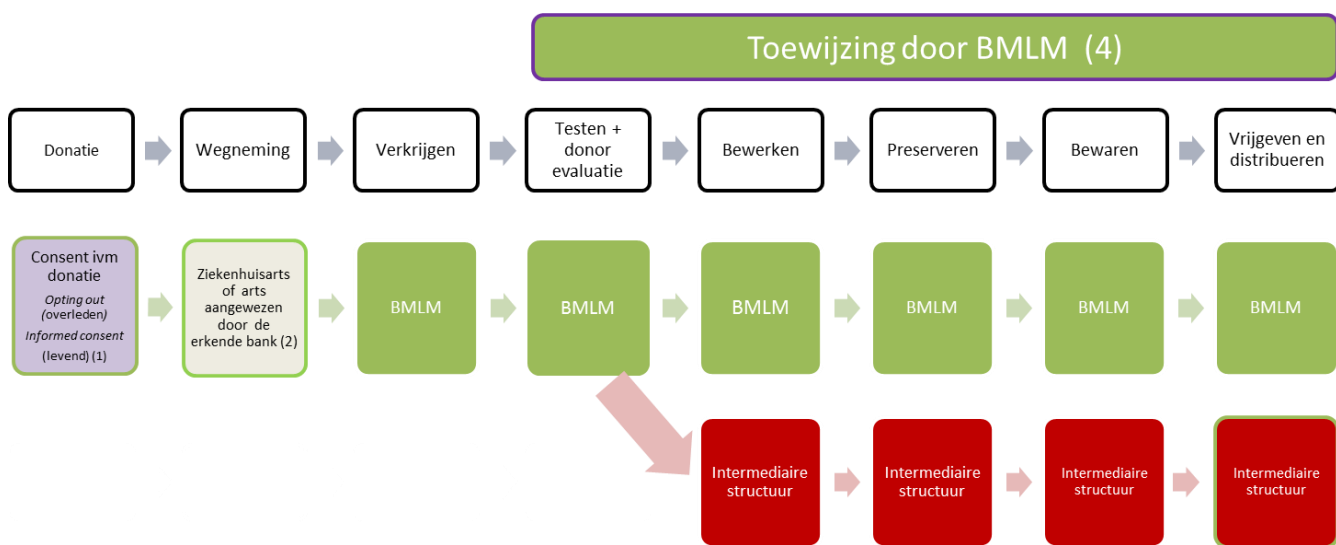 Toewijzing door BMLM (4)
Donatie
Wegneming
Verkrijgen
Testen +
donor
evaluatie
Bewerken
Preserveren
Bewaren
Vrijgeven en
distribueren
Consent ivm
donatie
Opting out
(overleden)
Informed consent
(levend) (1)
Ziekenhuisarts
of arts
aangewezen
door de
erkende bank (2)
BMLM
BMLM
BMLM
BMLM
BMLM
BMLM
Intermediaire
structuur
Intermediaire
structuur
Intermediaire
structuur
Intermediaire
structuur